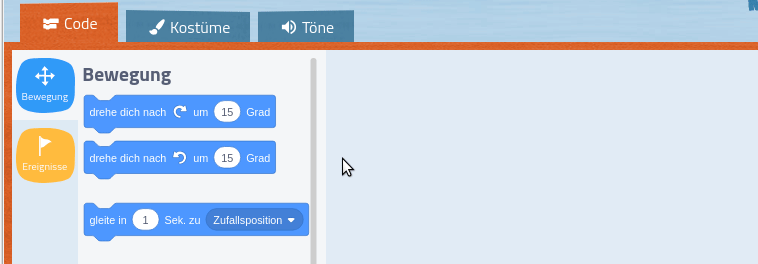 Code
Kostüme
Töne
Bewegung
Bewegung
drehe dich nach um 15 Grad
drehe dich nach um 15 Grad
Ereignisse
gleite in 1 Sek. zu Zufallsposition